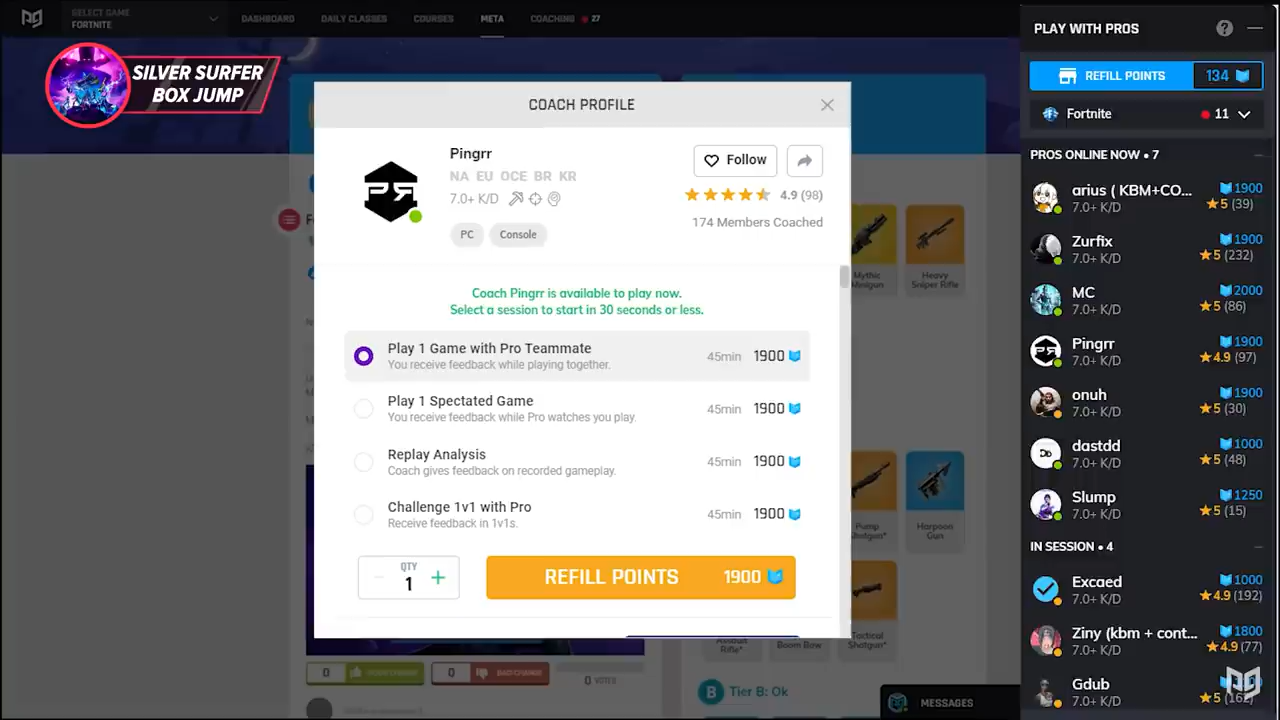 SELECT GAME
FORTNITE
DASHBOARD
DAILY CLASSES
COURSES
META
COACHING
27
SILVER SURFER
BOX JUMP
COACH PROFILE
Pingrr
NA EU OCE BR KR
7.0+ K/D
PC
Console
Follow
4.9 (98)
174 Members Coached
Coach Pingrr is available to play now.
Select a session to start in 30 seconds or less.
Play 1 Game with Pro Teammate
You receive feedback while playing together.
45min 1900
Play 1 Spectated Game
You receive feedback while Pro watches you play.
45min 1900
Replay Analysis
Coach gives feedback on recorded gameplay.
45min 1900
Challenge 1v1 with Pro
Receive feedback in 1v1s.
45min 1900
QTY
1
REFILL POINTS 1900
Mythic
Minigun
Heavy
Sniper Rifle
Pump
Shotgun*
Harpoon
Gun
Assault
Rifle*
Boom Bow
Tactical
Shotgun*
0
GOOD CHANGE
0
BAD CHANGE
0 VOTES
B Tier B: Ok
MESSAGES
PLAY WITH PROS
?
REFILL POINTS 134
Fortnite 11
PROS ONLINE NOW • 7
arius ( KBM+CO... 1900
7.0+ K/D 5 (39)
Zurfix 1900
7.0+ K/D 5 (232)
MC 2000
7.0+ K/D 5 (86)
Pingrr 1900
7.0+ K/D 4.9 (97)
onuh 1900
7.0+ K/D 5 (30)
dastdd 1000
7.0+ K/D 5 (48)
Slump 1250
7.0+ K/D 5 (15)
IN SESSION • 4
Excaed 1000
7.0+ K/D 4.9 (192)
Ziny (kbm + cont... 1800
7.0+ K/D 4.9 (77)
Gdub
7.0+ K/D 5